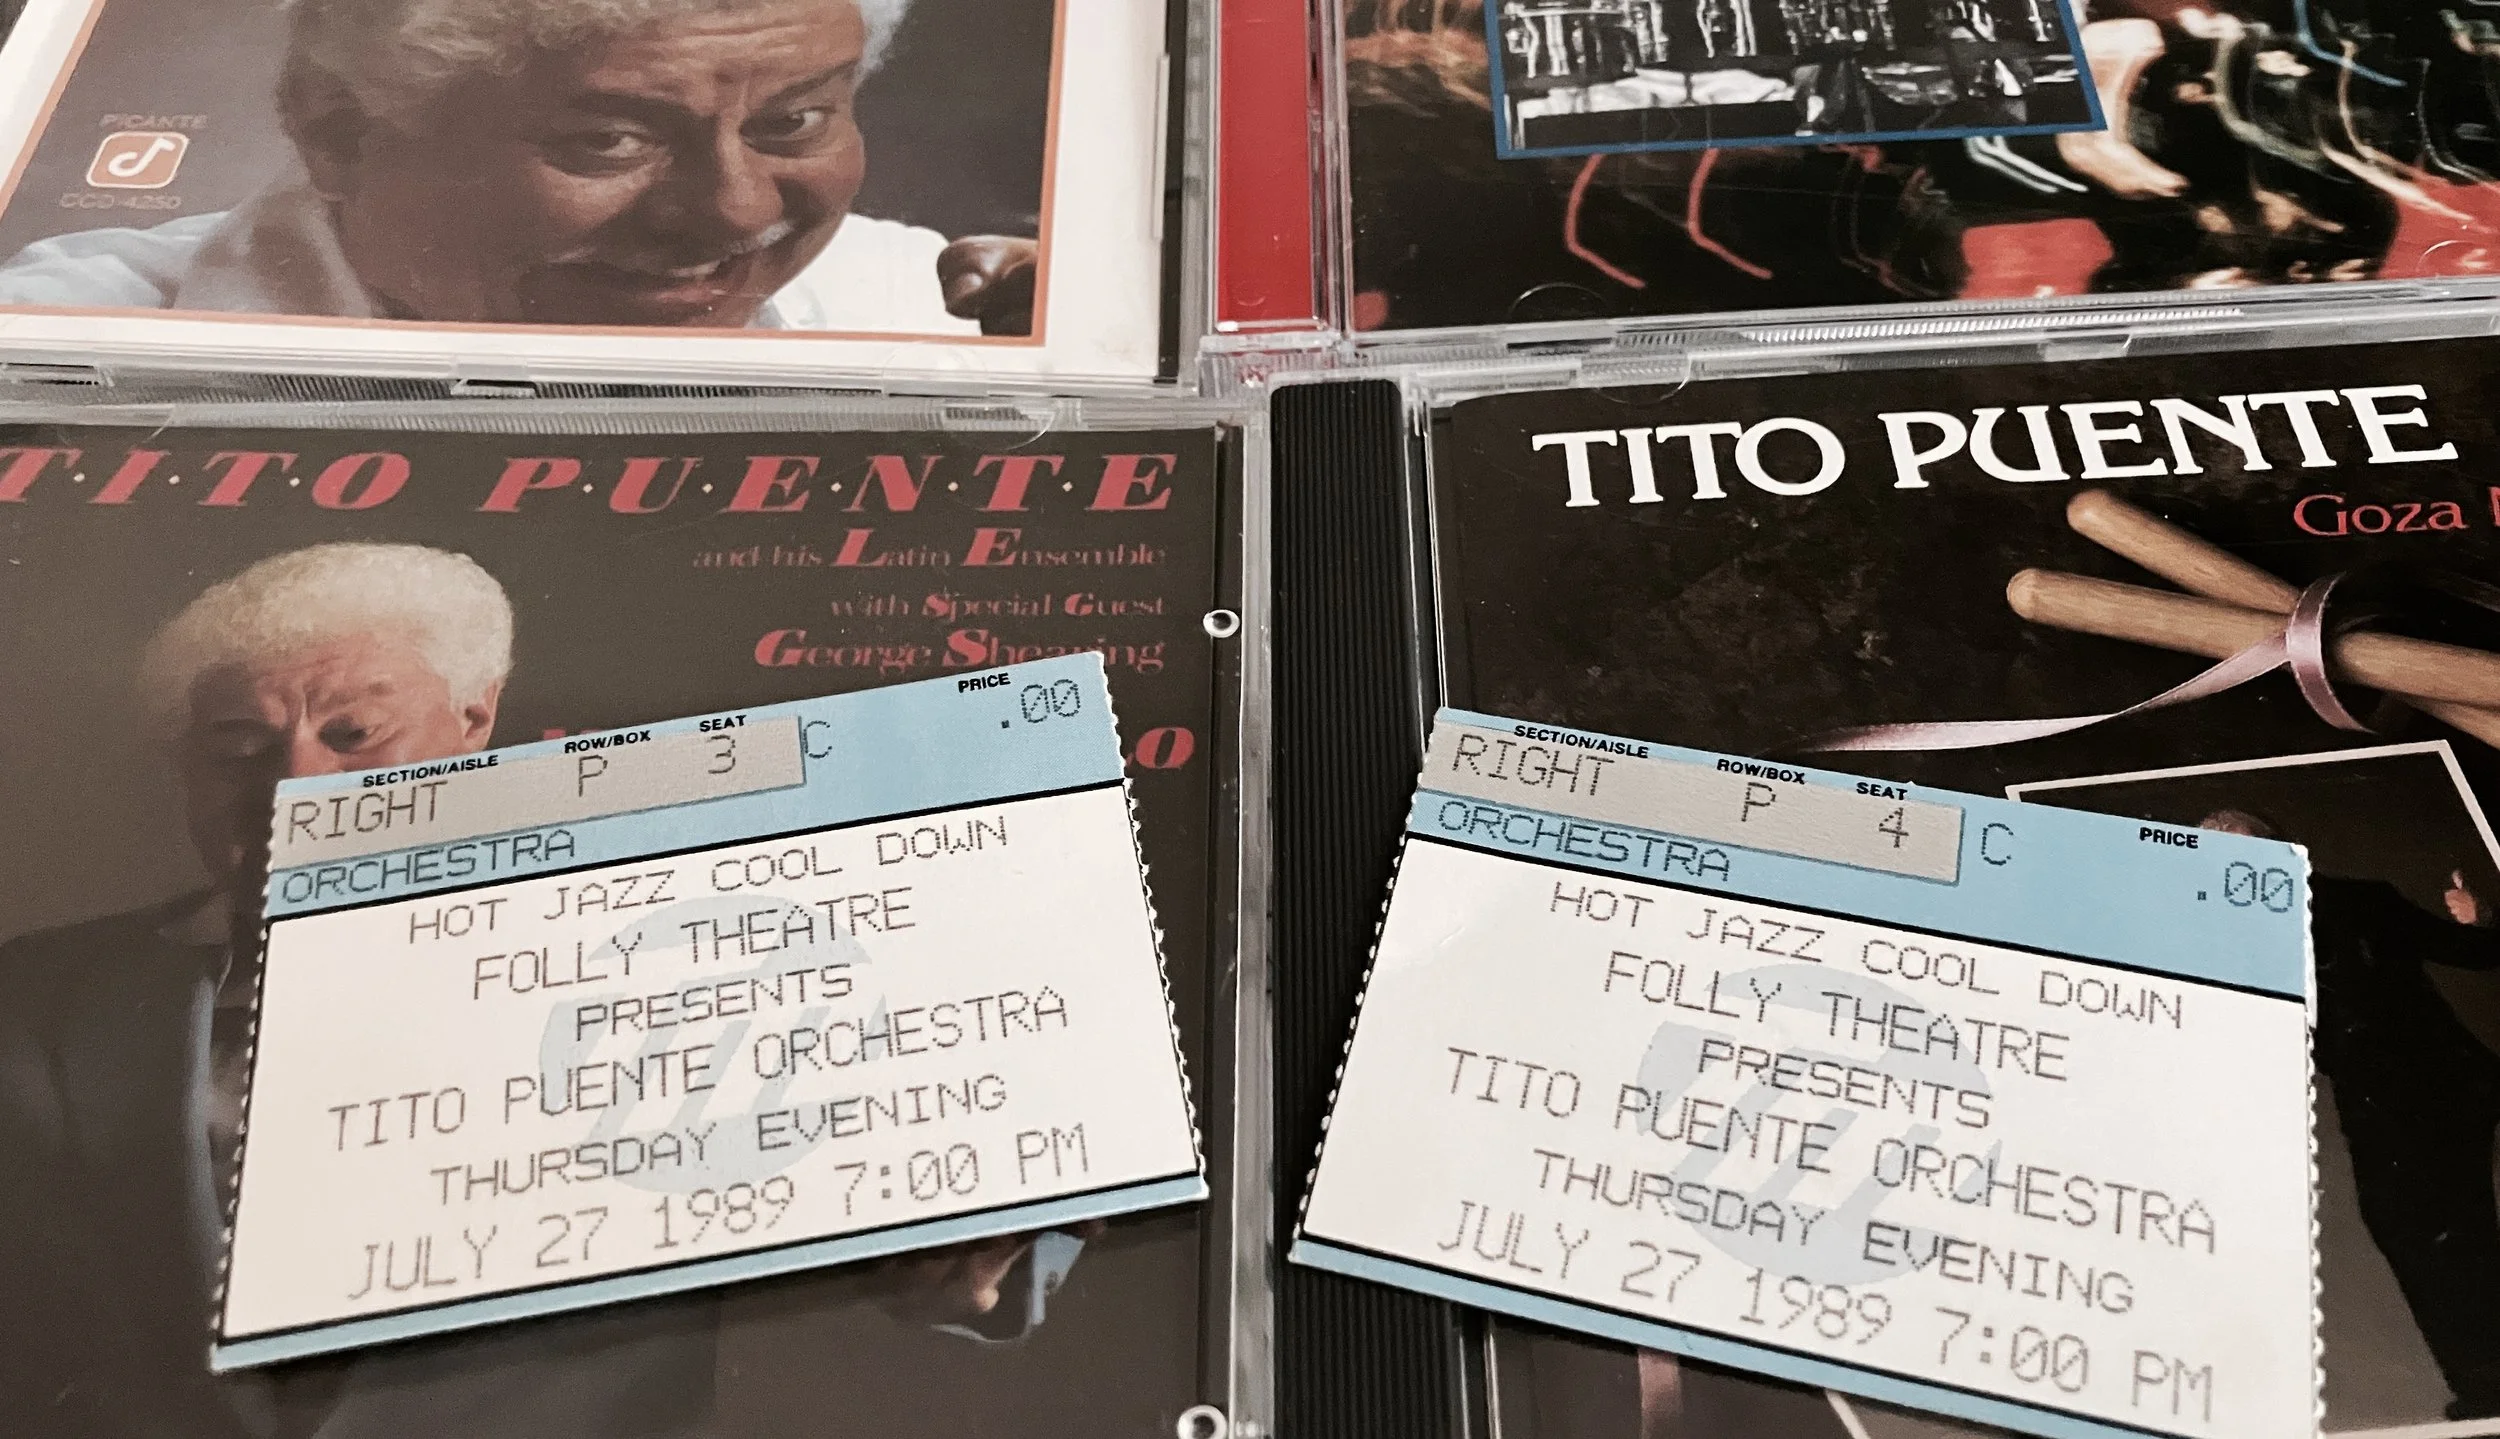 PICANTE
CCD-4250
T·I·T·O P·U·E·N·T·E
and his Latin Ensemble
with Special Guest
George Shearing
O
TITO PUENTE
Goza
SECTION/AISLE ROW/BOX SEAT PRICE
RIGHT P 3 C .00
ORCHESTRA
HOT JAZZ COOL DOWN
FOLLY THEATRE
PRESENTS
TITO PUENTE ORCHESTRA
THURSDAY EVENING
JULY 27 1989 7:00 PM
SECTION/AISLE ROW/BOX SEAT PRICE
RIGHT P 4 C .00
ORCHESTRA
HOT JAZZ COOL DOWN
FOLLY THEATRE
PRESENTS
TITO PUENTE ORCHESTRA
THURSDAY EVENING
JULY 27 1989 7:00 PM